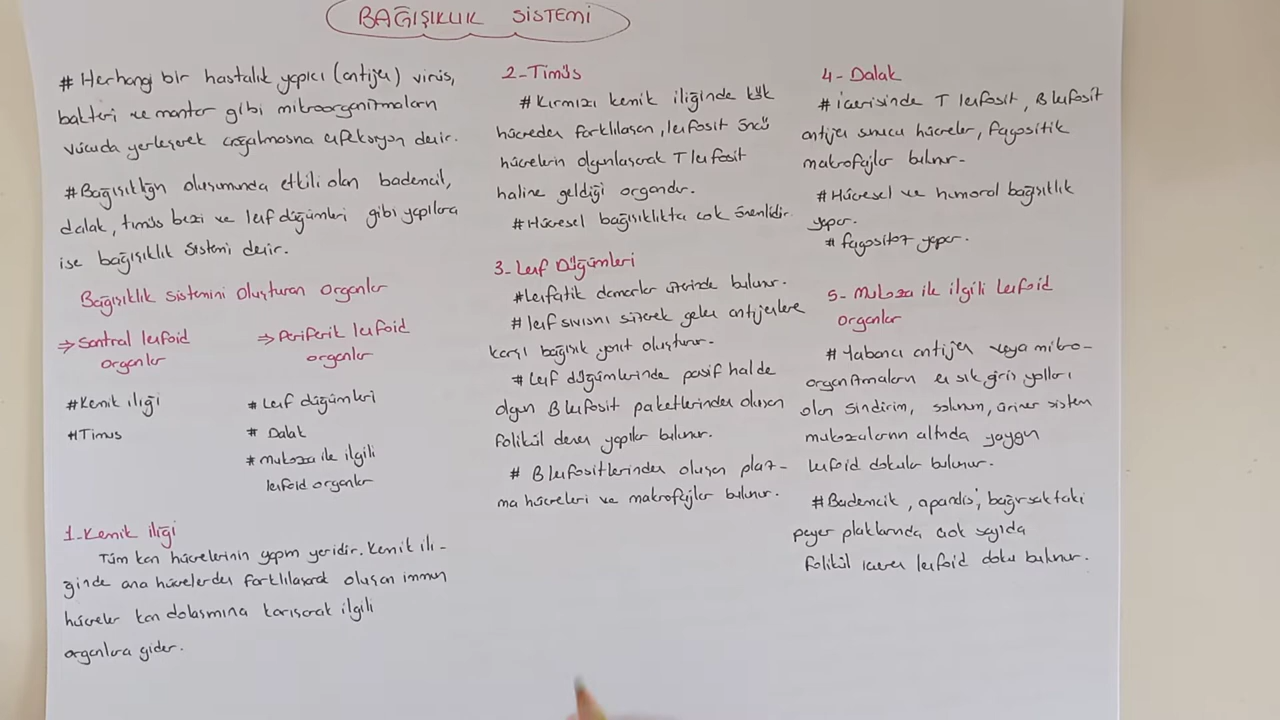 BAĞIŞIKLIK SİSTEMİ
# Herhangi bir hastalık yapıcı (antijen) virüs,
bakteri ve mantar gibi mikroorganizmaların
vücuda yerleşerek çoğalmasına enfeksiyon denir.
# Bağışıklığın oluşumunda etkili olan bademcil,
dalak, timüs bezi ve lenf düğümleri gibi yapılara
ise bağışıklık sistemi denir.
Bağışıklık sistemini Oluşturan Organlar
⇒ Santral lenfoid
organlar
#Kemik iliği
#Timus
⇒ Periferik lenfoid
organlar
# Lenf düğümleri
# Dalak
# Mukoza ile ilgili
lenfoid organlar
1-Kemik iliği
Tüm kan hücrelerinin yapım yeridir. Kemik ili-
ğinde ana hücrelerden farklılaşarak oluşan immun
hücreler kan dolaşımına karışarak ilgili
organlara gider.
2-Timüs
#Kırmızı kemik iliğinde kök
hücreden farklılaşan, lenfosit öncü
hücrelerin olgunlaşarak T lenfosit
haline geldiği organdır.
# Hücresel bağışıklıkta çok önemlidir.
3-Lenf Düğümleri
#Lenfatik damarlar üzerinde bulunur.
# lenf sıvısını süzerek gelen antijenlere
karşı bağışık yanıt oluşturur.
# Lenf düğümlerinde pasif halde
olgun B lenfosit paketlerinden oluşan
folikül denen yapılar bulunur.
# B lenfositlerinden oluşan plaz-
ma hücreleri ve makrofajlar bulunur.
4- Dalak
# içerisinde T lenfosit, B lenfosit
antijen sunucu hücreler, fagositik
makrofajlar bulunur.
# Hücresel ve humoral bağışıklık
yapar.
# fagositoz yapar.
5- Mukoza ile ilgili Lenfoid
Organlar
# Yabancı antijen veya mikro-
organizmaların en sık giriş yolları
olan sindirim, solunum, üriner sistem
mukozalarının altında yaygın
lenfoid dokular bulunur.
#Bademcik, apandis, bağırsaktaki
peyer plaklarında çok sayıda
folikül içeren lenfoid doku bulunur.